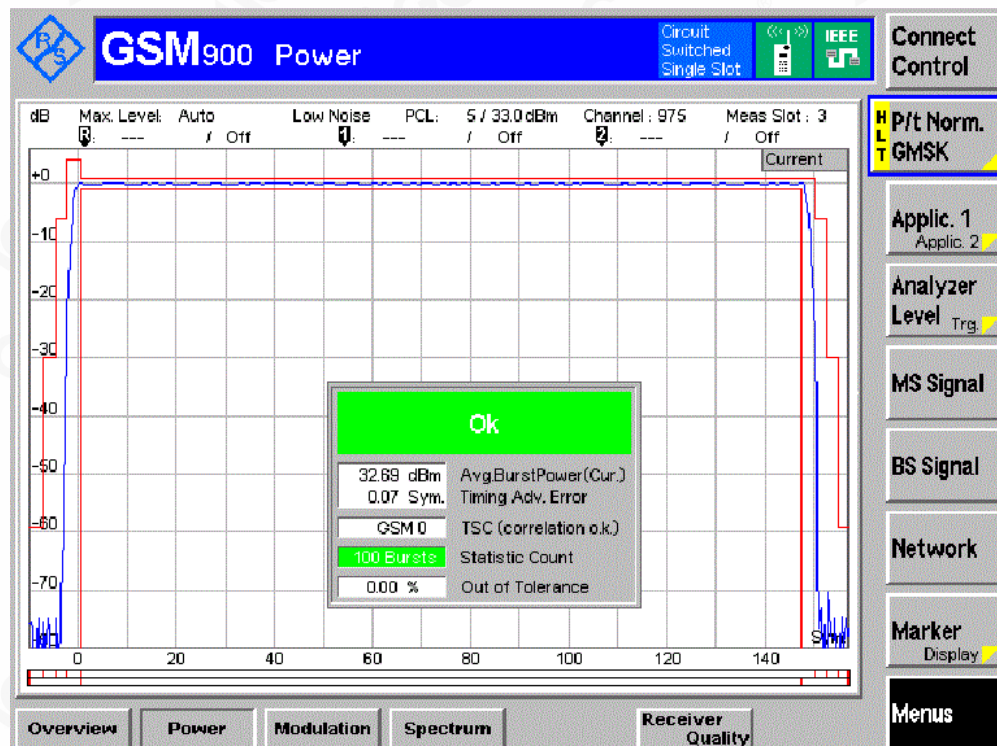 R/S
GSM900 Power
Circuit
Switched
Single Slot
IEEE
Connect
Control
dB Max. Level: Auto Low Noise PCL: 5 / 33.0 dBm Channel : 975 Meas Slot : 3
R: --- / Off 1: --- / Off 2: --- / Off
Current
H
L
T
P/t Norm.
GMSK
+0
-10
-20
-30
-40
-50
-60
-70
0 20 40 60 80 100 120 140
Ok
32.69 dBm Avg.BurstPower(Cur.)
0.07 Sym. Timing Adv. Error
GSM 0 TSC (correlation o.k.)
100 Bursts Statistic Count
0.00 % Out of Tolerance
Applic. 1
Applic. 2
Analyzer
Level Trg.
MS Signal
BS Signal
Network
Marker
Display
Menus
Overview Power Modulation Spectrum Receiver
Quality